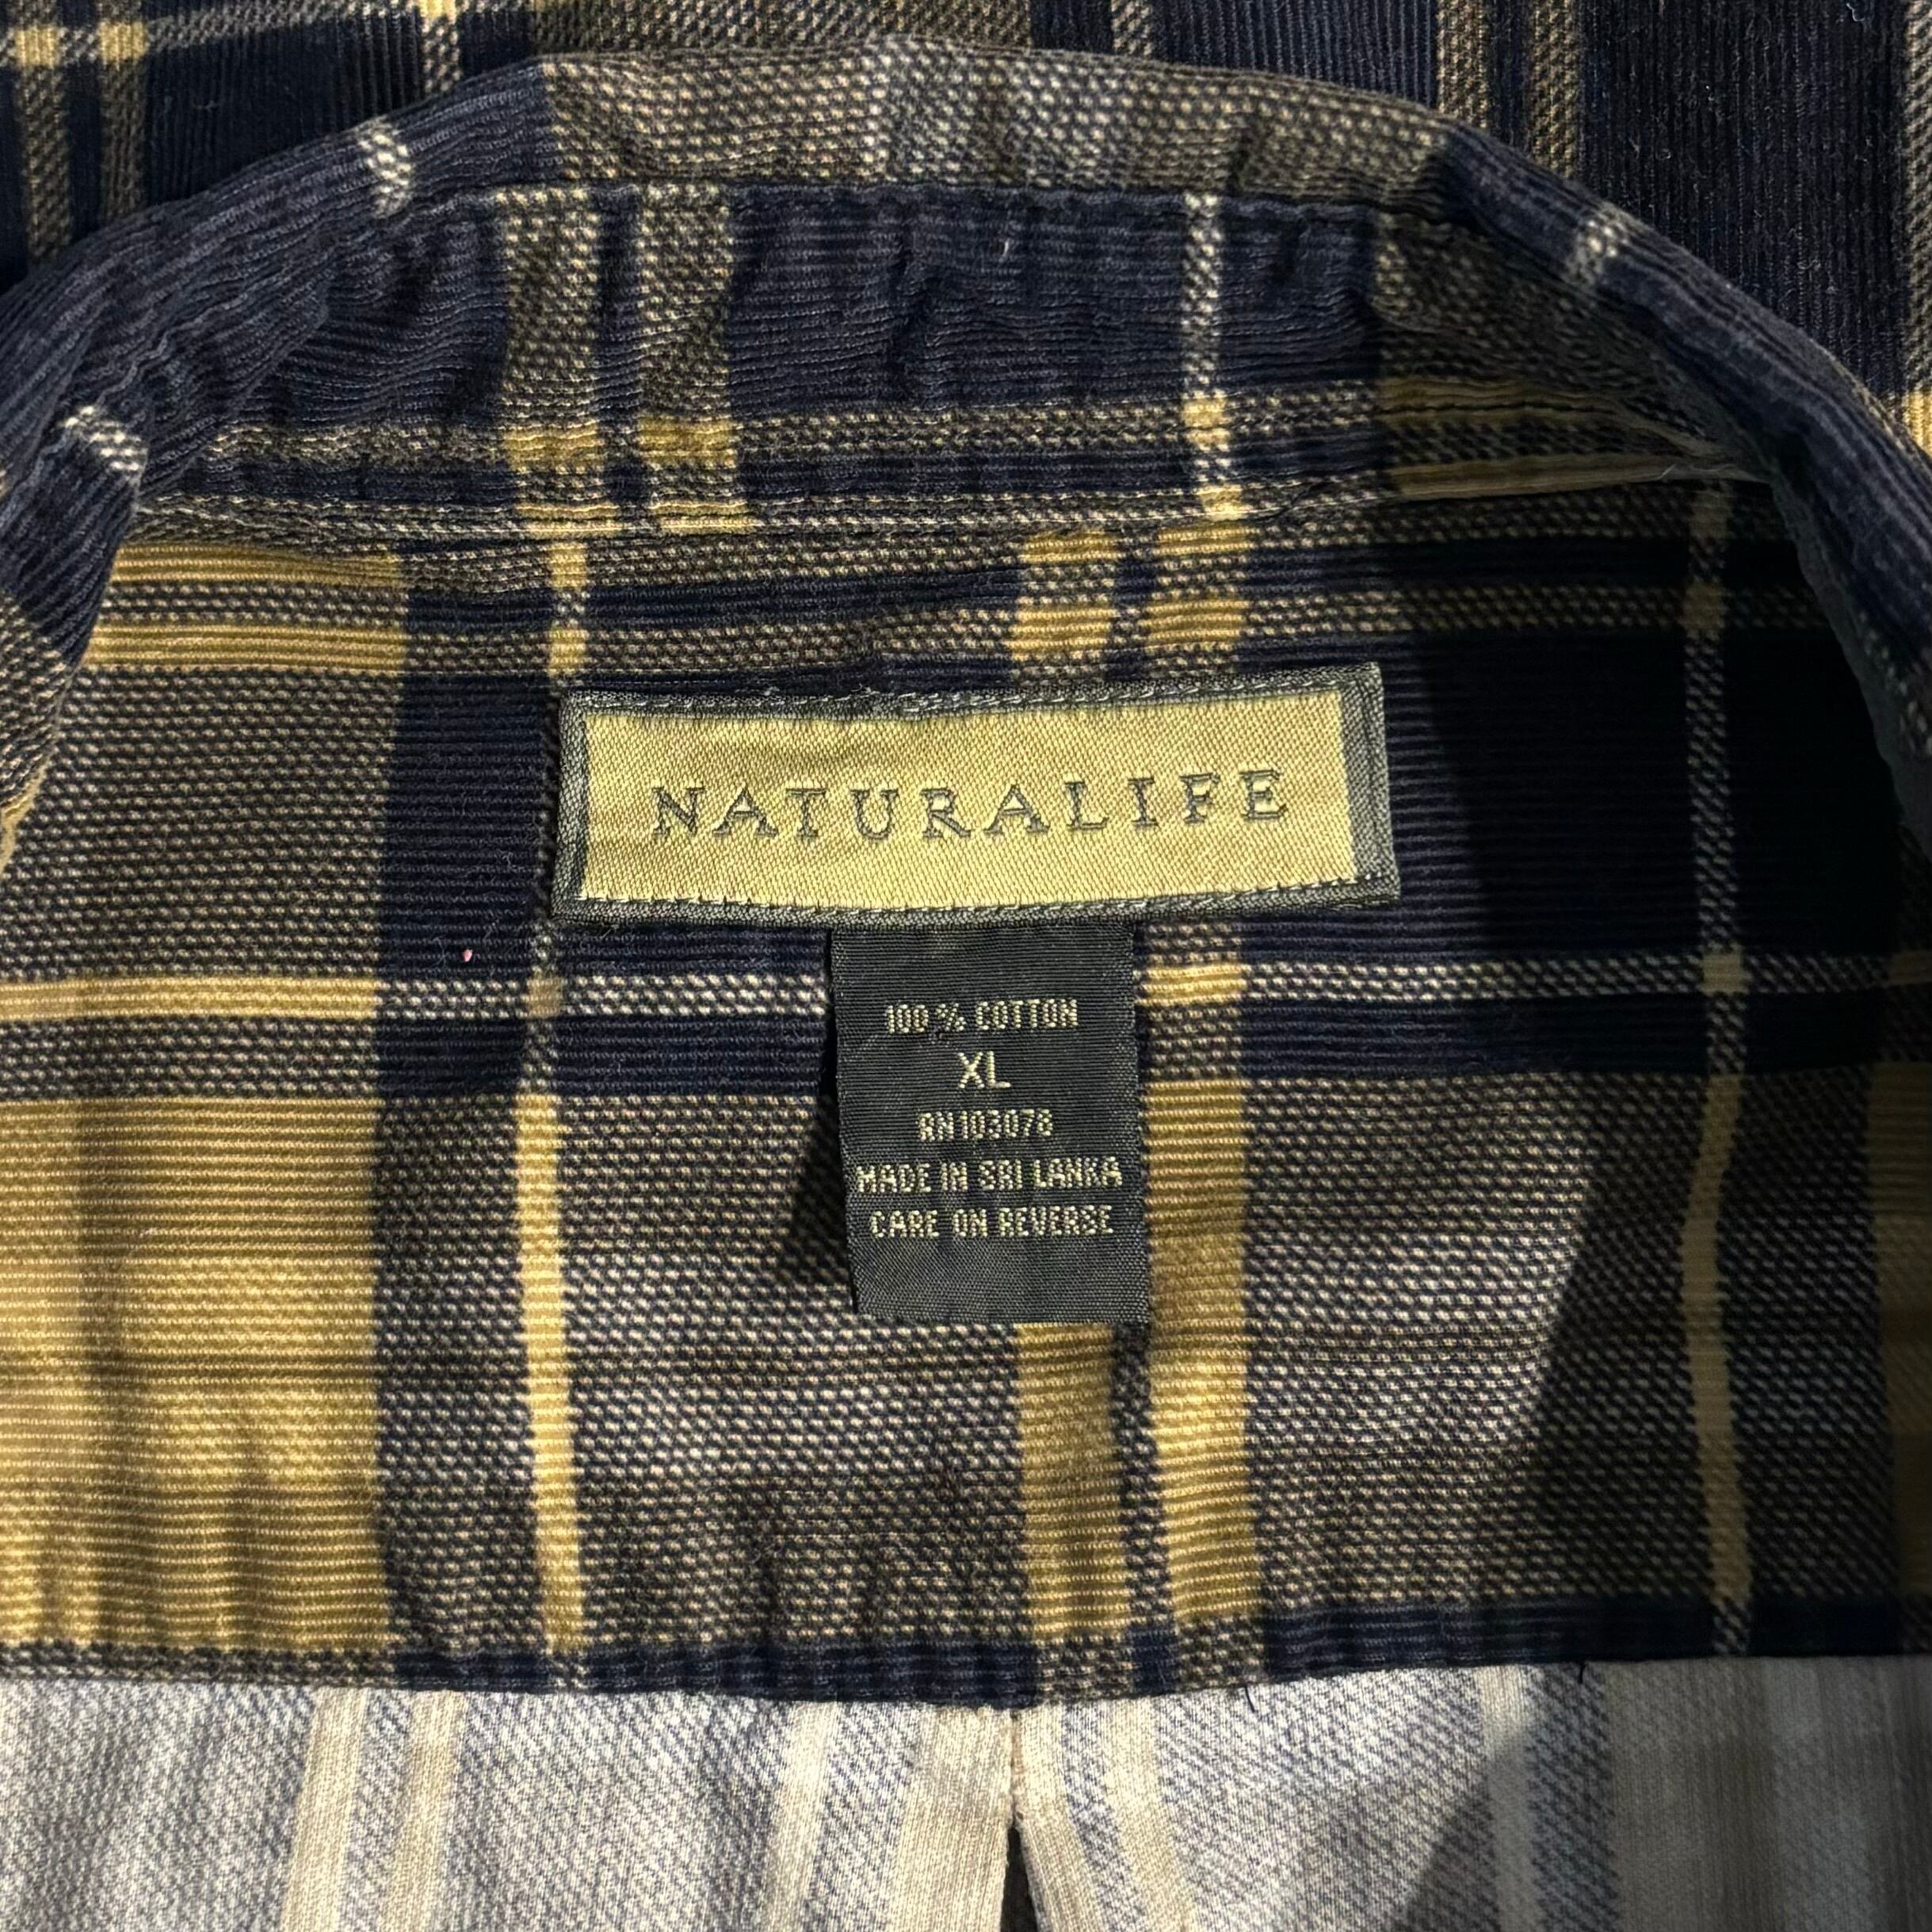 NATURALIFE
100% COTTON
XL
RN103078
MADE IN SRI LANKA
CARE ON REVERSE